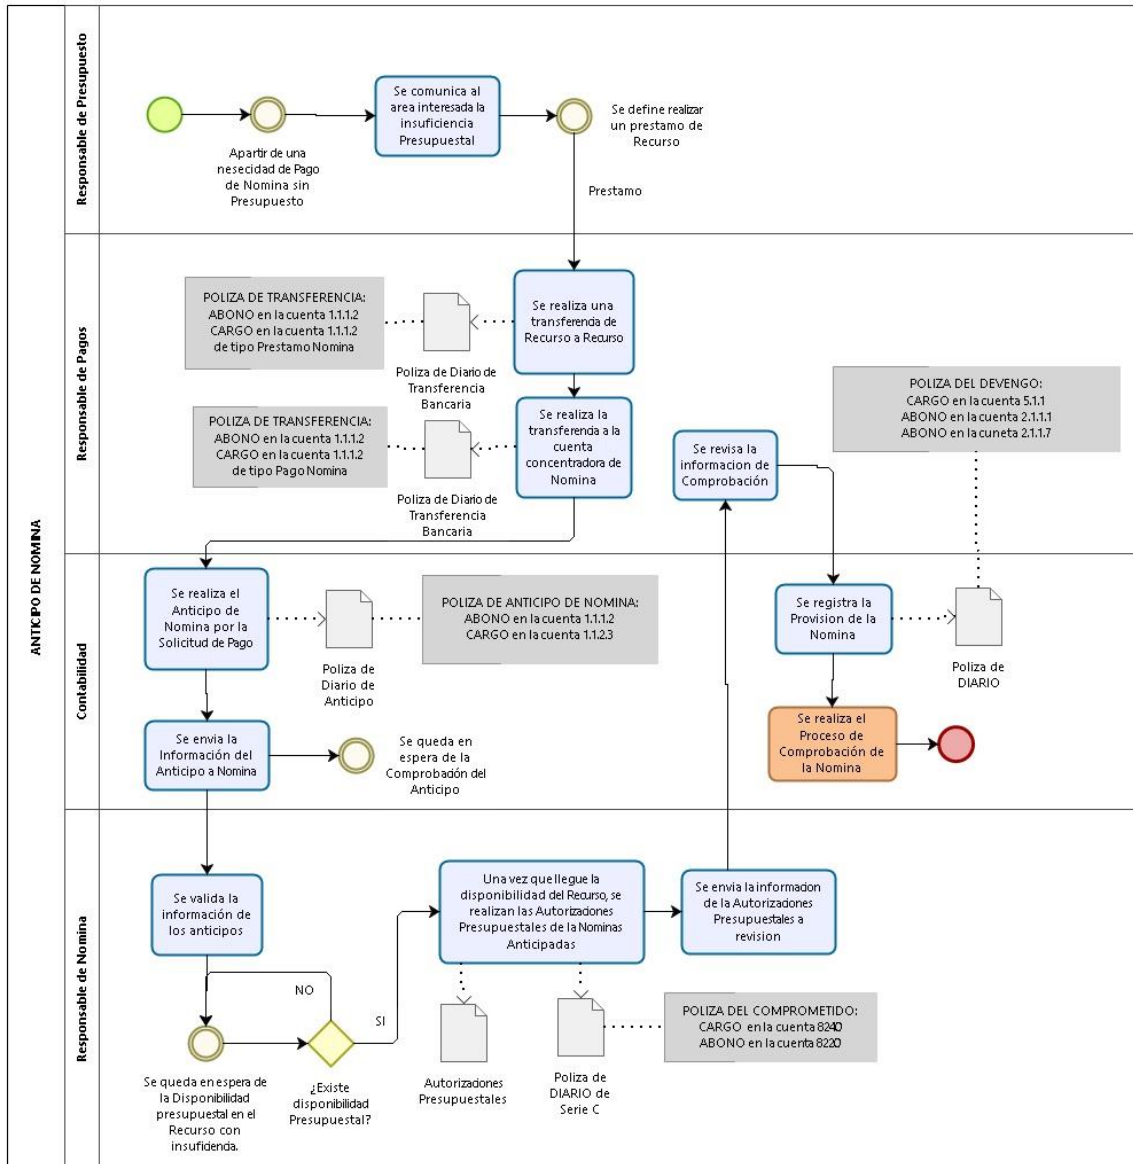 ANTICIPO DE NOMINA
Responsable de Presupuesto
Se comunica al
area interesada la
insuficiencia
Presupuestal
Se define realizar
un prestamo de
Recurso
Apartir de una
nesecidad de Pago
de Nomina sin
Presupuesto
Prestamo
Responsable de Pagos
POLIZA DE TRANSFERENCIA:
ABONO en la cuenta 1.1.1.2
CARGO en la cuenta 1.1.1.2
de tipo Prestamo Nomina
Poliza de Diario de
Transferencia
Bancaria
Se realiza una
transferencia de
Recurso a Recurso
POLIZA DE TRANSFERENCIA:
ABONO en la cuenta 1.1.1.2
CARGO en la cuenta 1.1.1.2
de tipo Pago Nomina
Poliza de Diario de
Transferencia
Bancaria
Se realiza la
transferencia a la
cuenta
concentradora de
Nomina
Se revisa la
informacion de
Comprobación
POLIZA DEL DEVENGO:
CARGO en la cuenta 5.1.1
ABONO en la cuenta 2.1.1.1
ABONO en la cuneta 2.1.1.7
Contabilidad
Se realiza el
Anticipo de
Nomina por la
Solicitud de Pago
Poliza de
Diario de
Anticipo
POLIZA DE ANTICIPO DE NOMINA:
ABONO en la cuenta 1.1.1.2
CARGO en la cuenta 1.1.2.3
Se registra la
Provision de la
Nomina
Poliza de
DIARIO
Se envia la
Información del
Anticipo a Nomina
Se queda en
espera de la
Comprobación del
Anticipo
Se realiza el
Proceso de
Comprobación de
la Nomina
Responsable de Nomina
Se valida la
información de
los anticipos
Una vez que llegue la
disponibilidad del Recurso, se
realizan las Autorizaciones
Presupuestales de la Nominas
Anticipadas
Se envia la informacion
de la Autorizaciones
Presupuestales a
revision
NO
SI
Se queda en espera de
la Disponibilidad
presupuestal en el
Recurso con
insuficiencia.
¿Existe
disponibilidad
Presupuestal?
Autorizaciones
Presupuestales
Poliza de
DIARIO de
Serie C
POLIZA DEL COMPROMETIDO:
CARGO en la cuenta 8240
ABONO en la cuenta 8220